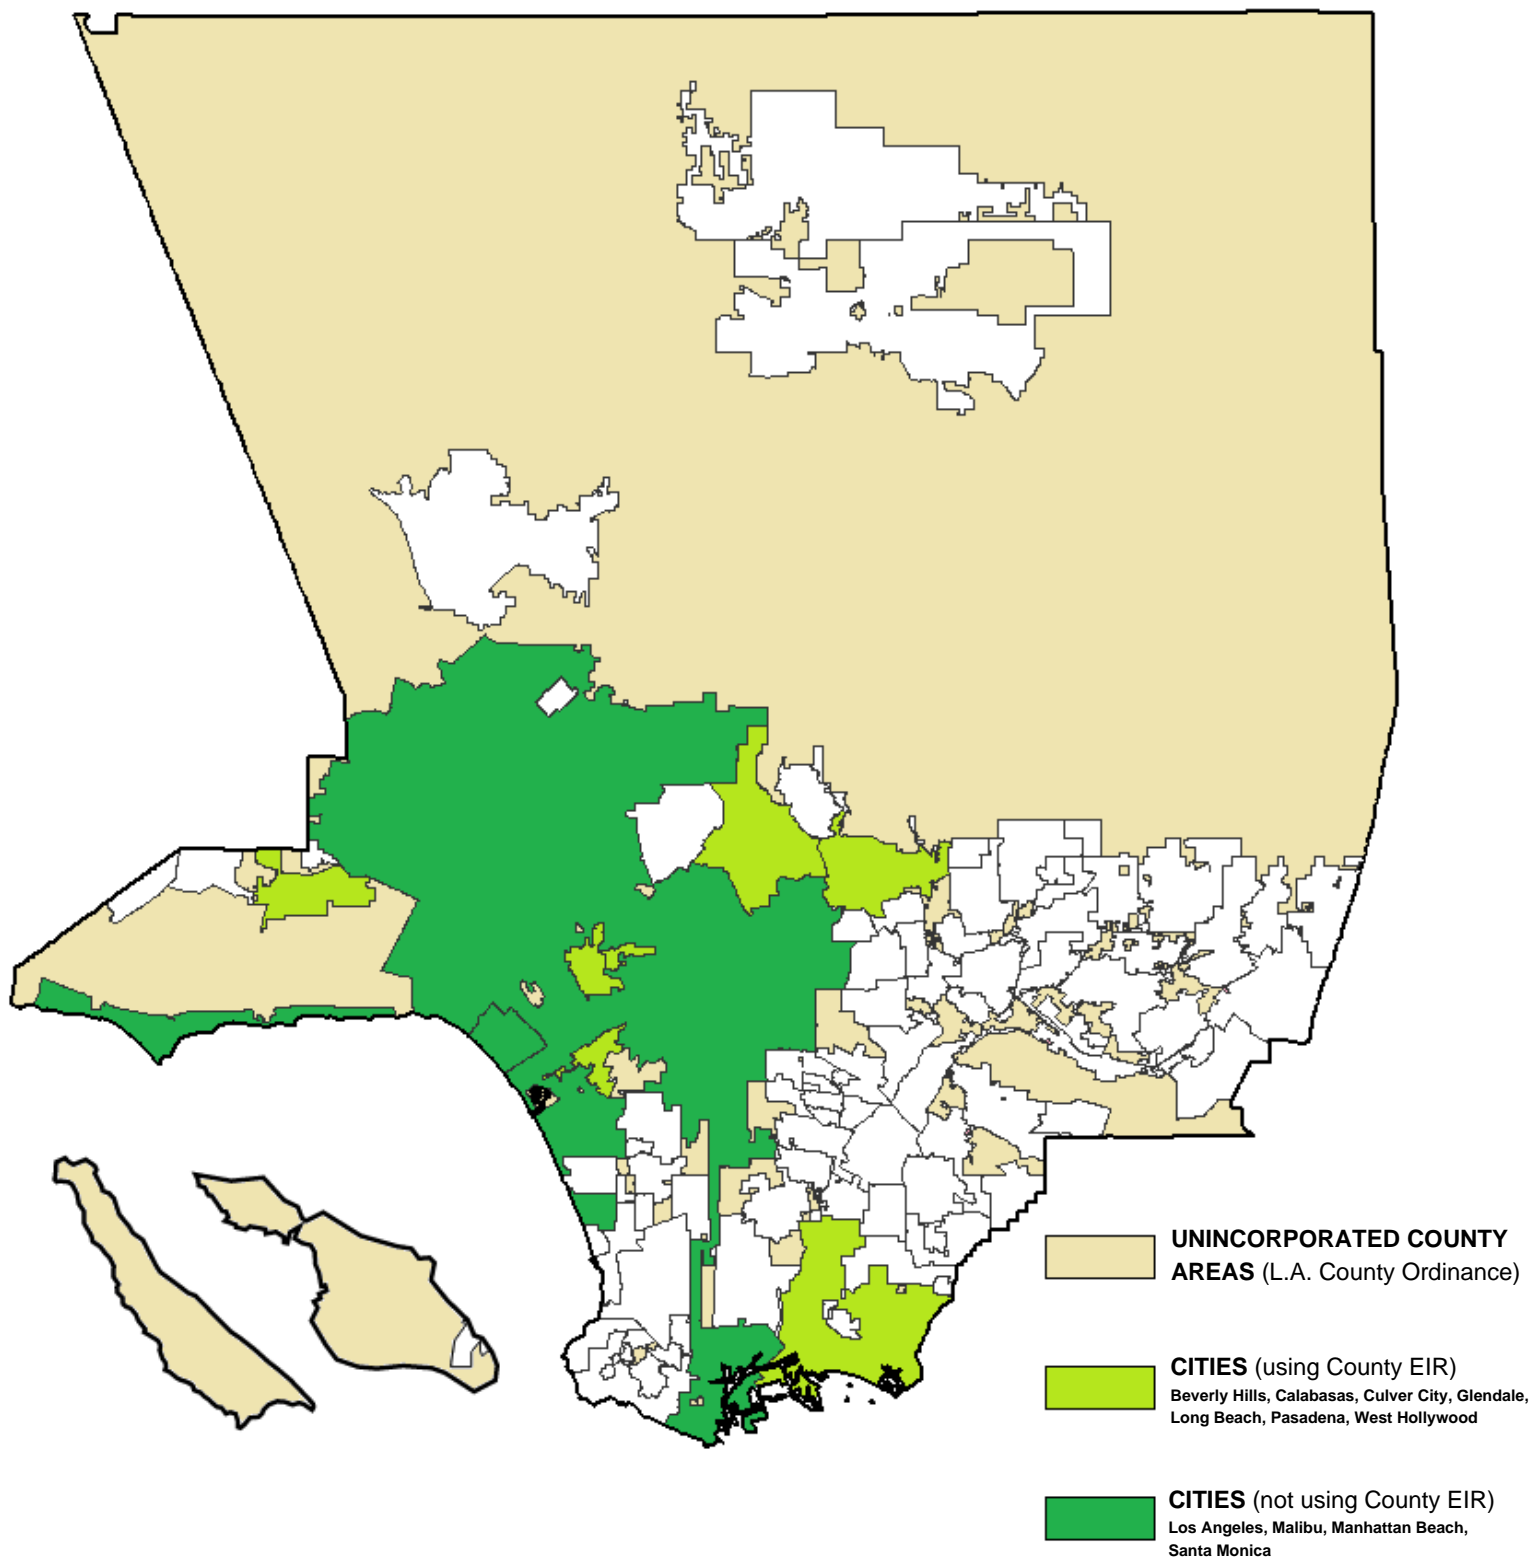 UNINCORPORATED COUNTY
AREAS (L.A. County Ordinance)
CITIES (using County EIR)
Beverly Hills, Calabasas, Culver City, Glendale,
Long Beach, Pasadena, West Hollywood
CITIES (not using County EIR)
Los Angeles, Malibu, Manhattan Beach,
Santa Monica